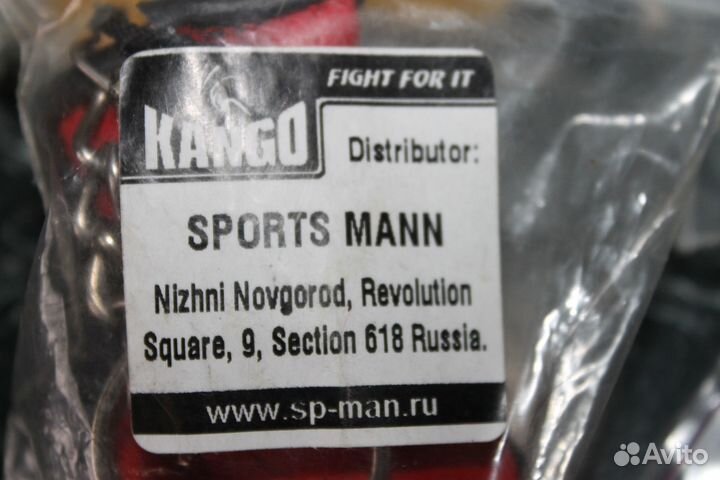 KANGO
FIGHT FOR IT
Distributor:
SPORTS MANN
Nizhni Novgorod, Revolution
Square, 9, Section 618 Russia.
www.sp-man.ru
Avito